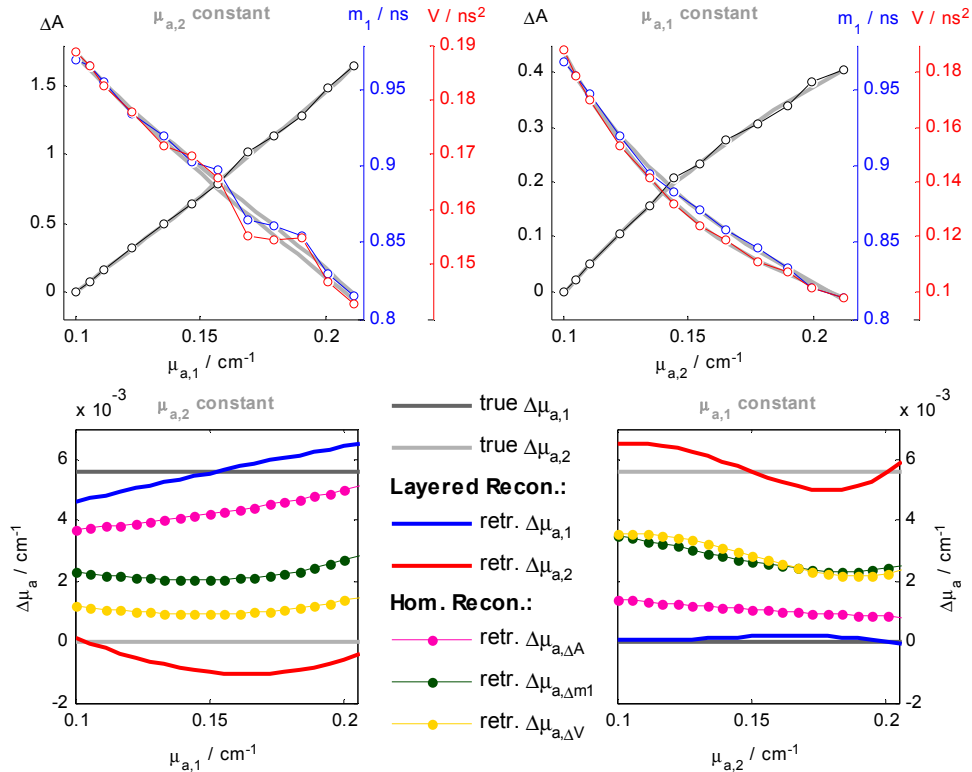 ΔA
μa,2 constant
m1 / ns
V / ns²
1.5
1
0.5
0
0.95
0.9
0.85
0.8
0.19
0.18
0.17
0.16
0.15
0.1
0.15
0.2
μa,1 / cm-1
ΔA
μa,1 constant
m1 / ns
V / ns²
0.4
0.3
0.2
0.1
0
0.95
0.9
0.85
0.8
0.18
0.16
0.14
0.12
0.1
0.1
0.15
0.2
μa,2 / cm-1
x 10-3
μa,2 constant
6
4
2
0
-2
Δμa / cm-1
0.1
0.15
0.2
μa,1 / cm-1
true Δμa,1
true Δμa,2
Layered Recon.:
retr. Δμa,1
retr. Δμa,2
Hom. Recon.:
retr. Δμa,ΔA
retr. Δμa,Δm1
retr. Δμa,ΔV
μa,1 constant
x 10-3
6
4
2
0
-2
Δμa / cm-1
0.1
0.15
0.2
μa,2 / cm-1